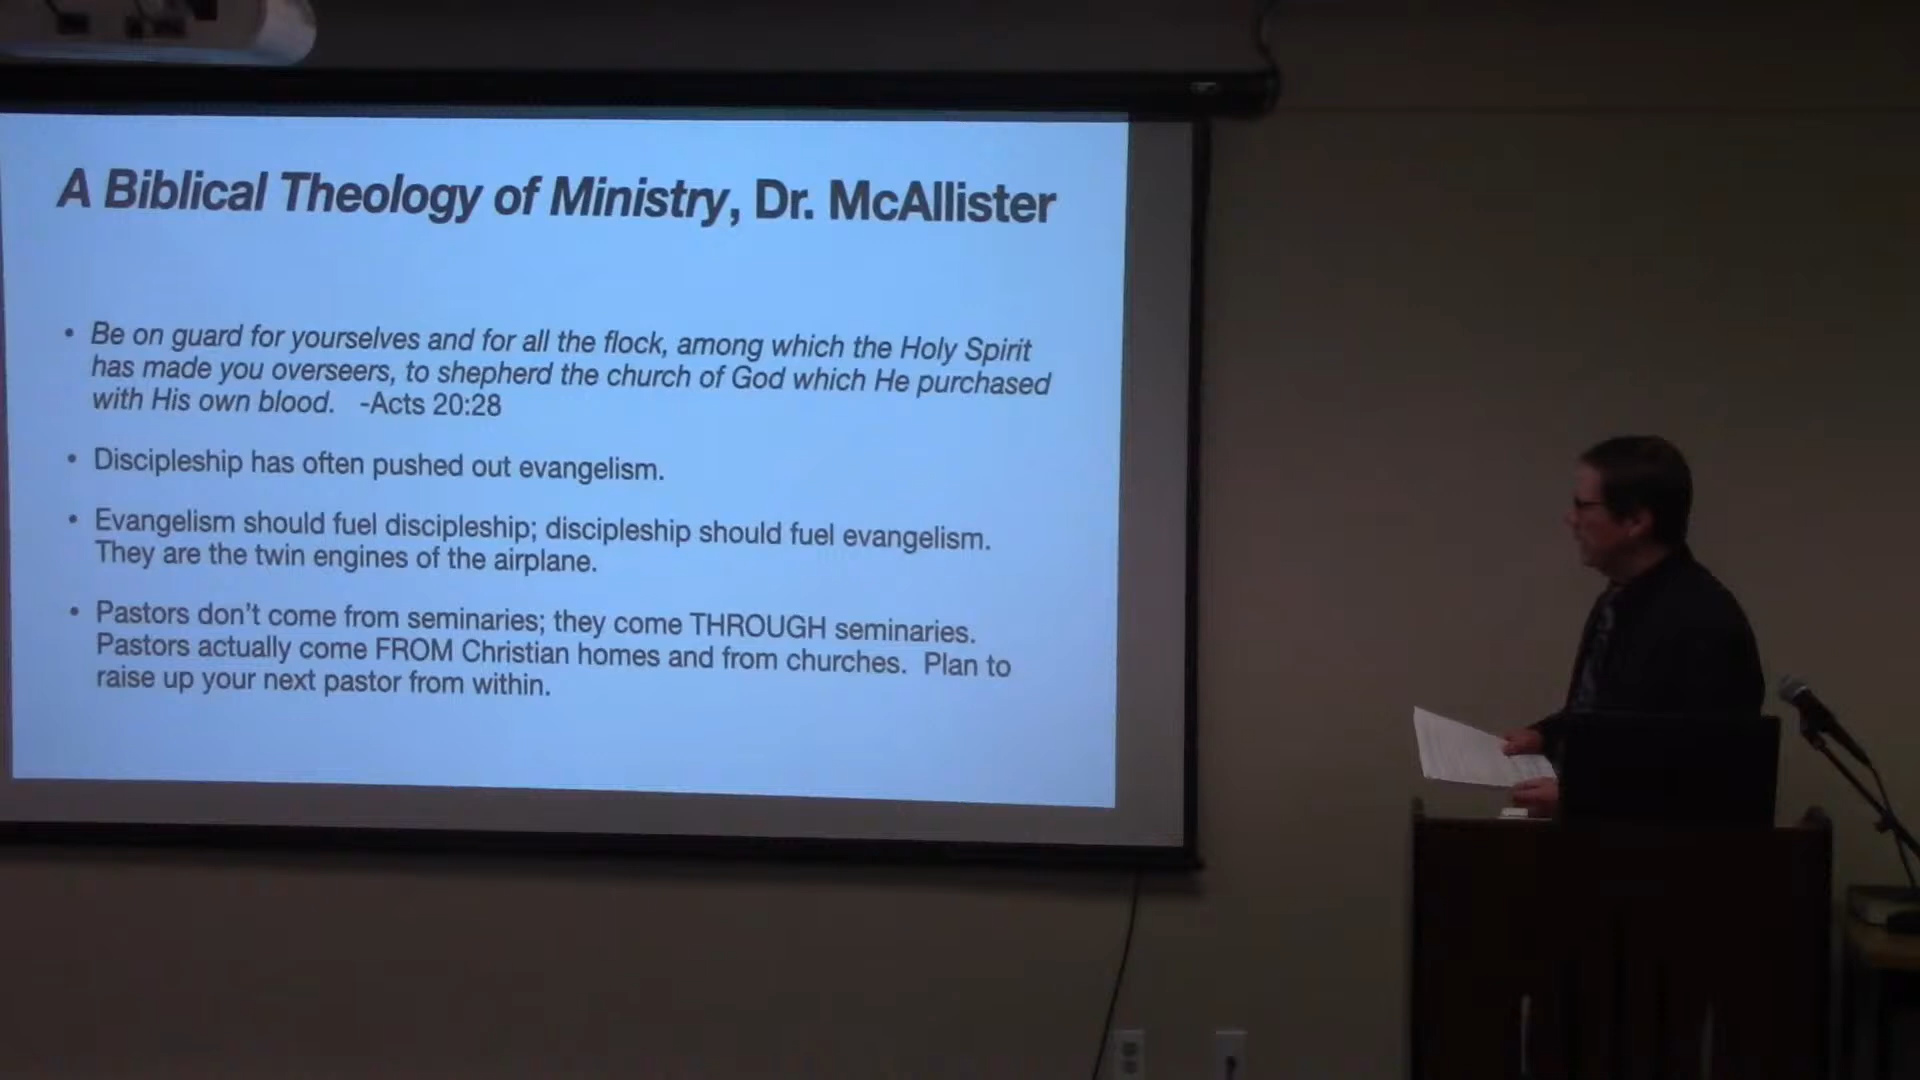 A Biblical Theology of Ministry, Dr. McAllister
• Be on guard for yourselves and for all the flock, among which the Holy Spirit
has made you overseers, to shepherd the church of God which He purchased
with His own blood. -Acts 20:28
• Discipleship has often pushed out evangelism.
• Evangelism should fuel discipleship; discipleship should fuel evangelism.
They are the twin engines of the airplane.
• Pastors don't come from seminaries; they come THROUGH seminaries.
Pastors actually come FROM Christian homes and from churches. Plan to
raise up your next pastor from within.